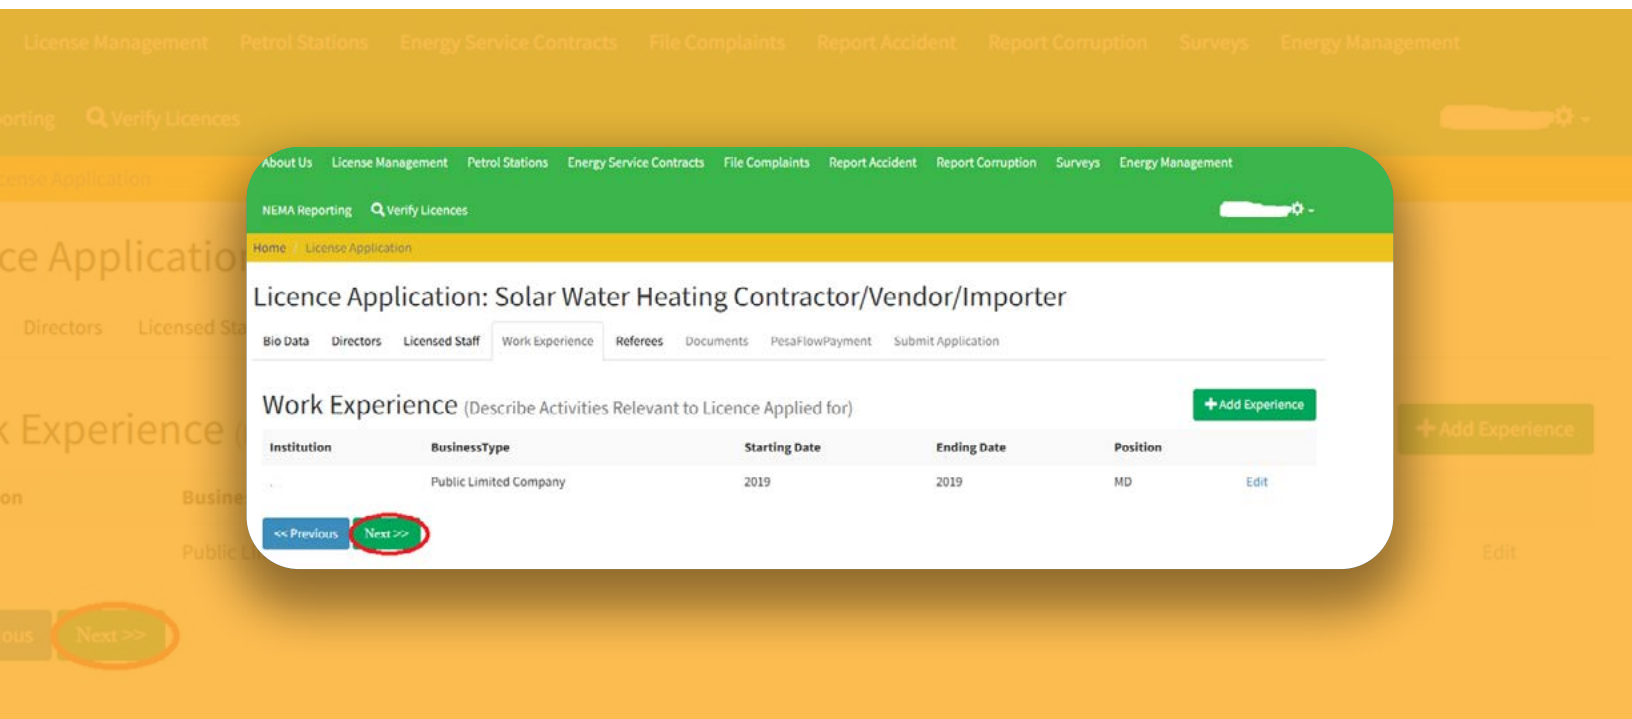 License Management Petrol Stations Energy Service Contracts File Complaints Report Accident Report Corruption Surveys Energy Management
orting Verify Licences
cense Application
ce Applicatio
Directors Licensed Sta
k Experience ( + Add Experience
on Busine
Public Li Edit
ious Next >>
About Us License Management Petrol Stations Energy Service Contracts File Complaints Report Accident Report Corruption Surveys Energy Management
NEMA Reporting Verify Licences
Home / License Application
Licence Application: Solar Water Heating Contractor/Vendor/Importer
Bio Data Directors Licensed Staff Work Experience Referees Documents PesaFlowPayment Submit Application
Work Experience (Describe Activities Relevant to Licence Applied for) + Add Experience
Institution BusinessType Starting Date Ending Date Position
Public Limited Company 2019 2019 MD Edit
<< Previous Next >>